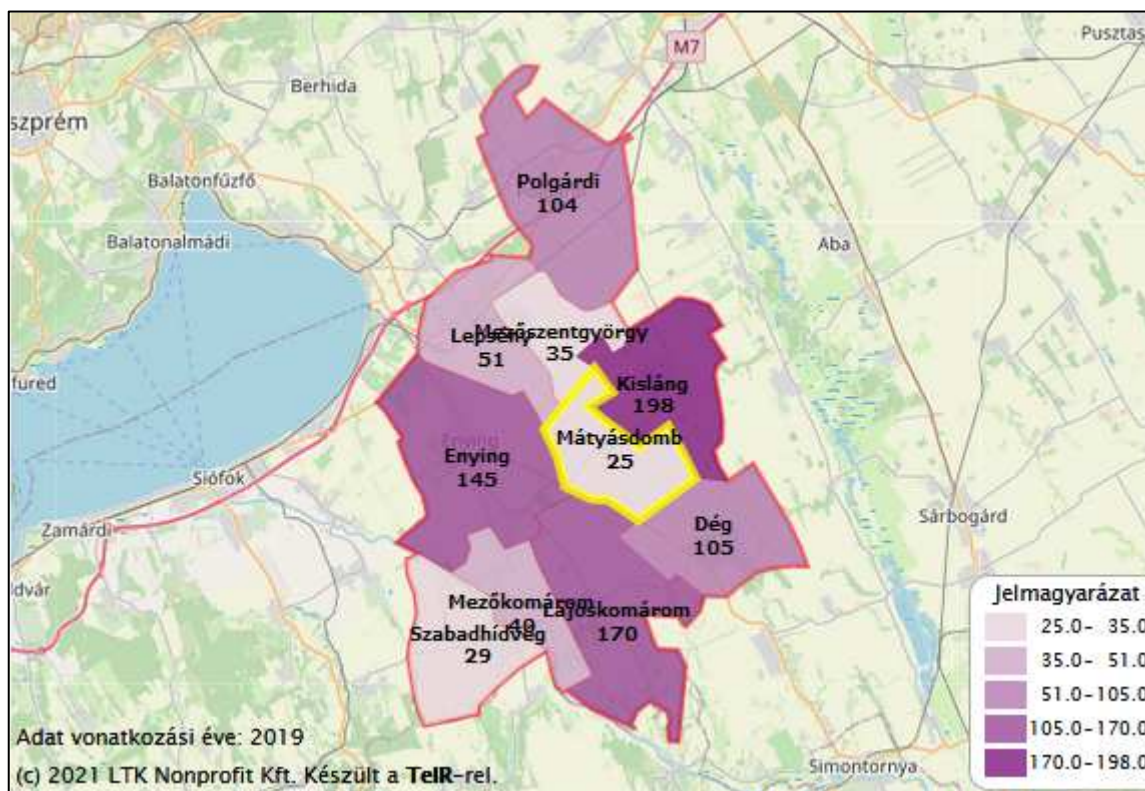 M7
Pusztas
Berhida
szprém
Polgárdi
104
Balatonfűzfő
Balatonalmádi
Aba
Mezőszentgyörgy
35
Lepsény
51
füred
Kisláng
198
Mátyásdomb
25
Enying
Enying
145
Siófok
Zamárdi
Sárbogárd
Dég
105
ldvár
Mezőkomárom
40
Lajoskomárom
170
Szabadhídvég
29
Simontornya
Jelmagyarázat
25.0- 35.0
35.0- 51.0
51.0-105.0
105.0-170.0
170.0-198.0
Adat vonatkozási éve: 2019
(c) 2021 LTK Nonprofit Kft. Készült a TeIR-rel.